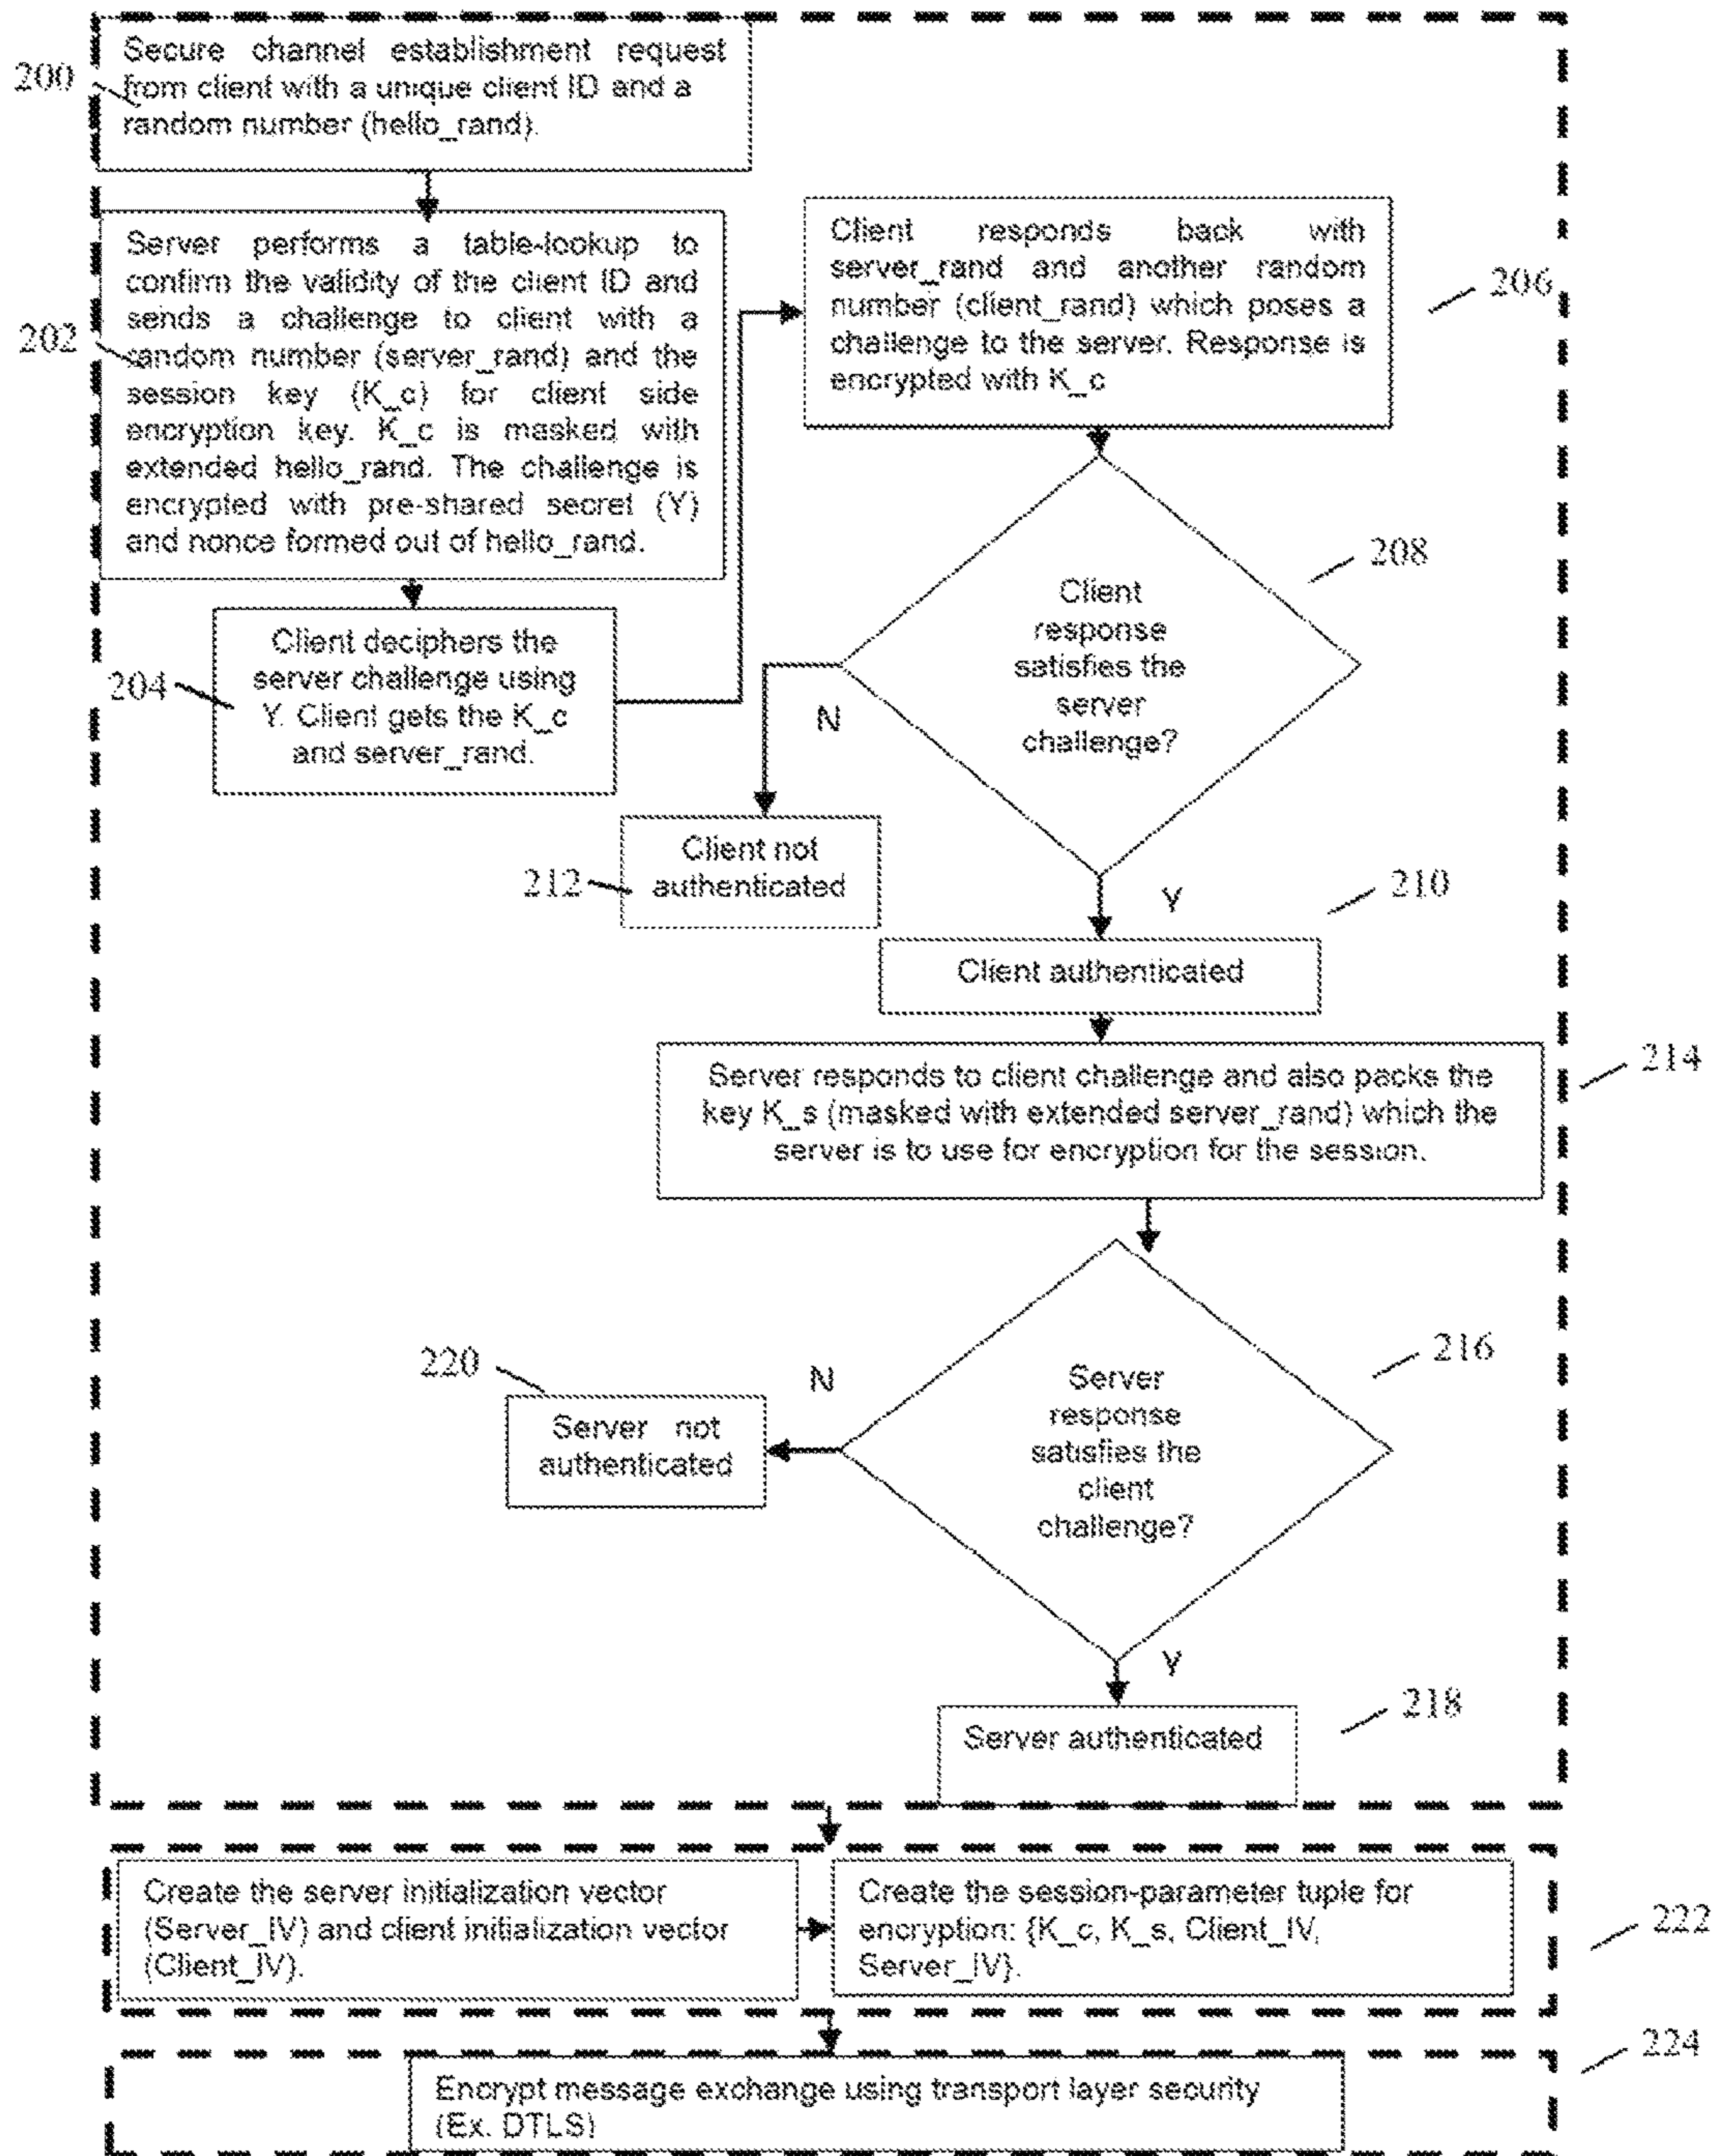 200
Secure channel establishment request
from client with a unique client ID and a
random number (hello_rand).
202
Server performs a table-lookup to
confirm the validity of the client ID and
sends a challenge to client with a
random number (server_rand) and the
session key (K_c) for client side
encryption key. K_c is masked with
extended hello_rand. The challenge is
encrypted with pre-shared secret (Y)
and nonce formed out of hello_rand.
204
Client deciphers the
server challenge using
Y. Client gets the K_c
and server_rand.
Client responds back with
server_rand and another random
number (client_rand) which poses a
challenge to the server. Response is
encrypted with K_c
206
208
Client
response
satisfies the
server
challenge?
N
212
Client not
authenticated
Y
210
Client authenticated
214
Server responds to client challenge and also packs the
key K_s (masked with extended server_rand) which the
server is to use for encryption for the session.
216
Server
response
satisfies the
client
challenge?
N
220
Server not
authenticated
Y
218
Server authenticated
Create the server initialization vector
(Server_IV) and client initialization vector
(Client_IV).
Create the session-parameter tuple for
encryption: {K_c, K_s, Client_IV,
Server_IV}.
222
224
Encrypt message exchange using transport layer security
(Ex. DTLS)